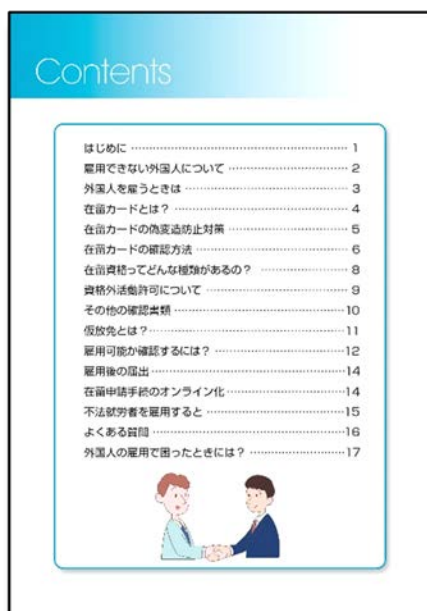 Contents
はじめに ………………………………………… 1
雇用できない外国人について ………………… 2
外国人を雇うときは …………………………… 3
在留カードとは？ ……………………………… 4
在留カードの偽変造防止対策 ………………… 5
在留カードの確認方法 ………………………… 6
在留資格ってどんな種類があるの？ ………… 8
資格外活動許可について ……………………… 9
その他の確認書類 ……………………………… 10
仮放免とは？ …………………………………… 11
雇用可能か確認するには？ …………………… 12
雇用後の届出 …………………………………… 14
在留申請手続のオンライン化 ………………… 14
不法就労者を雇用すると ……………………… 15
よくある質問 …………………………………… 16
外国人の雇用で困ったときには？ …………… 17